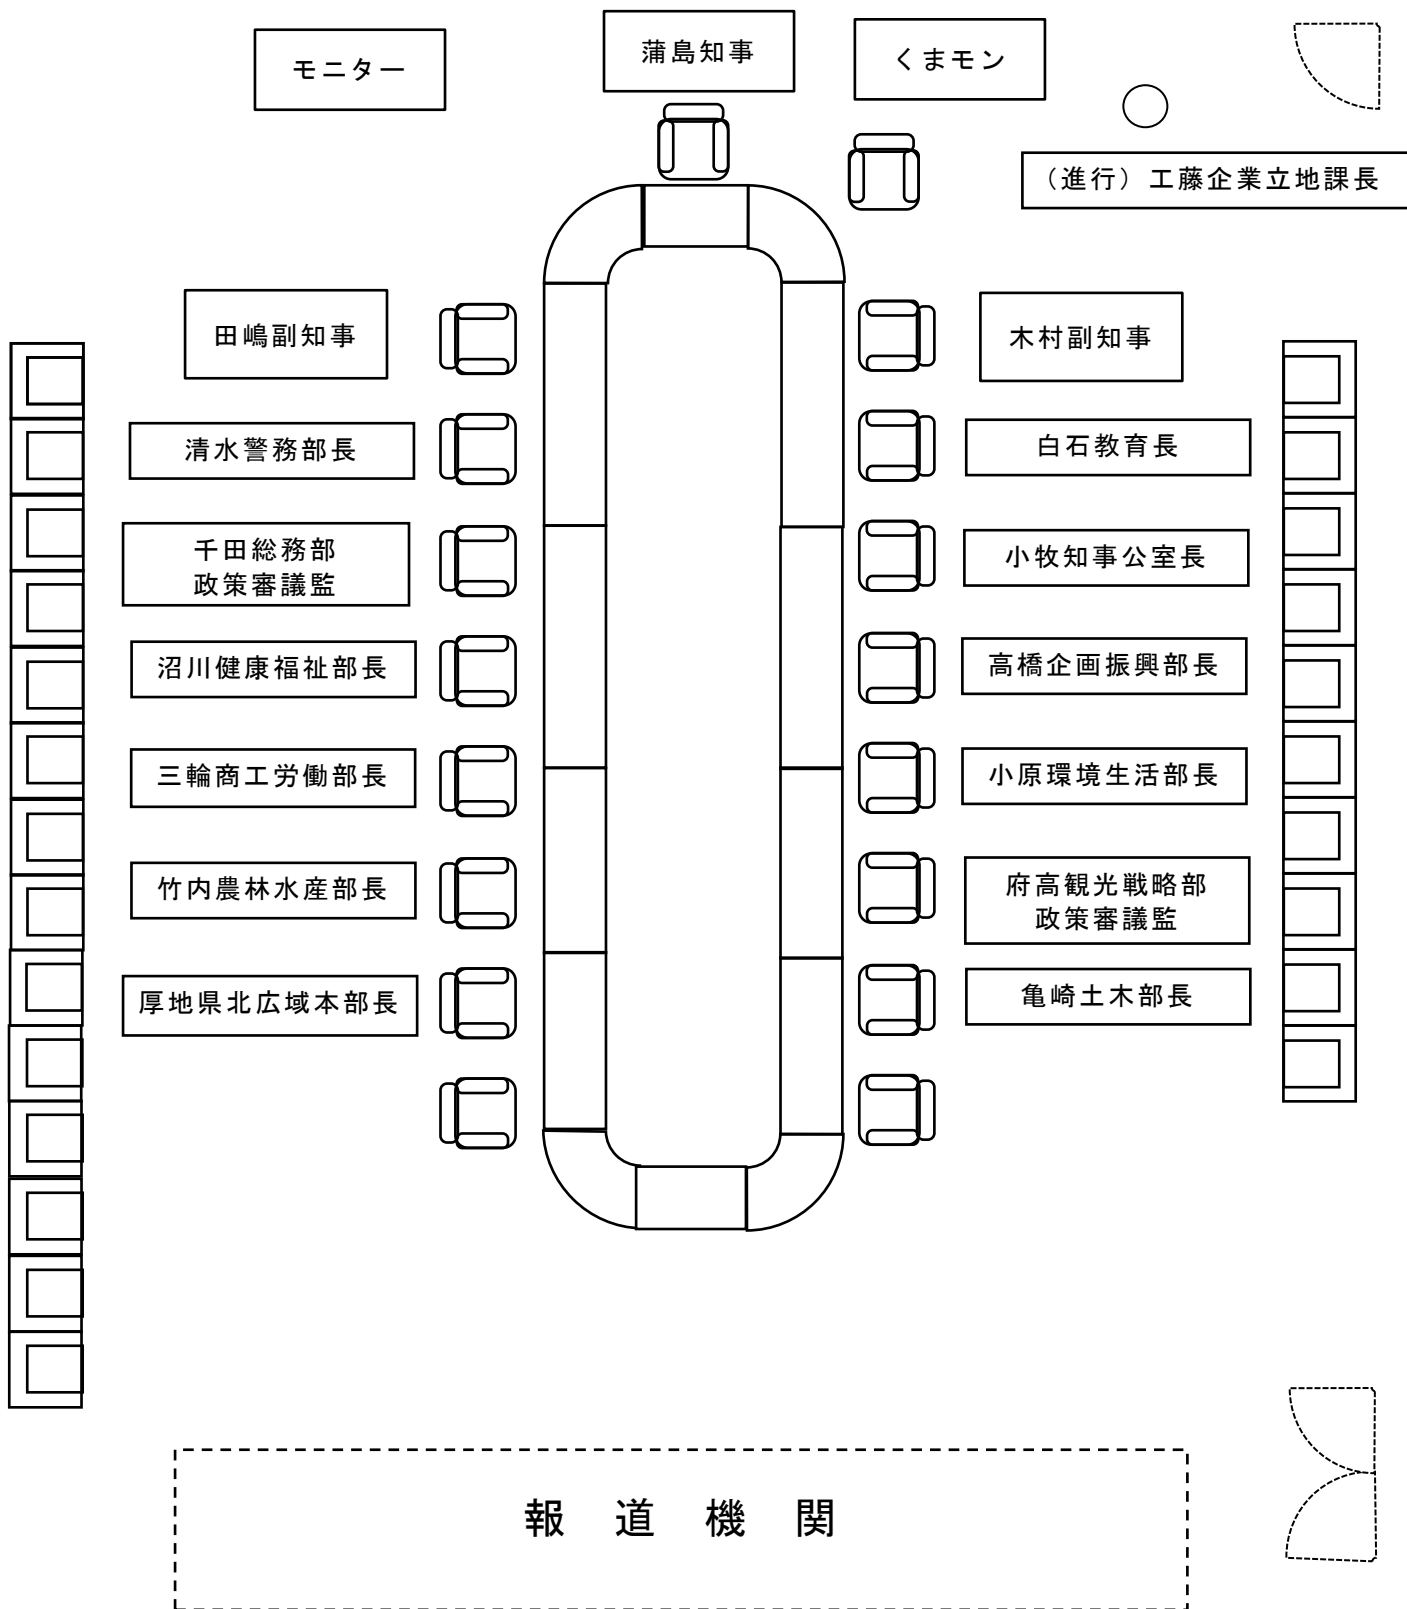 モニター
蒲島知事
くまモン
（進行）工藤企業立地課長
田嶋副知事
木村副知事
清水警務部長
白石教育長
千田総務部
政策審議監
小牧知事公室長
沼川健康福祉部長
高橋企画振興部長
三輪商工労働部長
小原環境生活部長
竹内農林水産部長
府高観光戦略部
政策審議監
厚地県北広域本部長
亀崎土木部長
報道機関